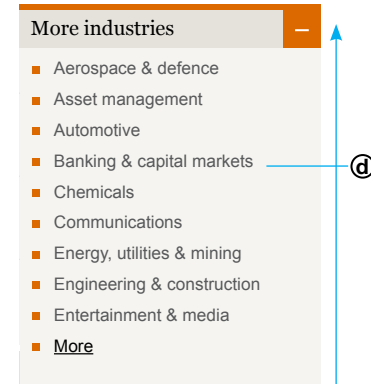 More industries –
Aerospace & defence
Asset management
Automotive
Banking & capital markets
d
Chemicals
Communications
Energy, utilities & mining
Engineering & construction
Entertainment & media
More